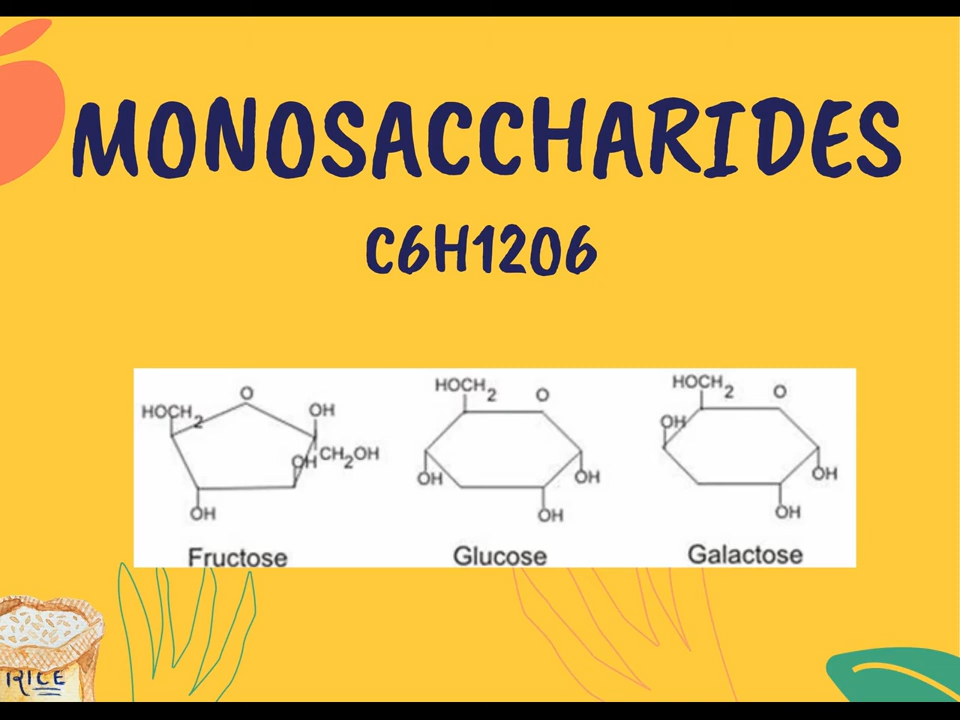 MONOSACCHARIDES
C6H12O6
O
HOCH2
OH
OH CH2OH
OH
Fructose
HOCH2 O
OH OH
OH
Glucose
HOCH2 O
OH
OH
OH
Galactose
RICE